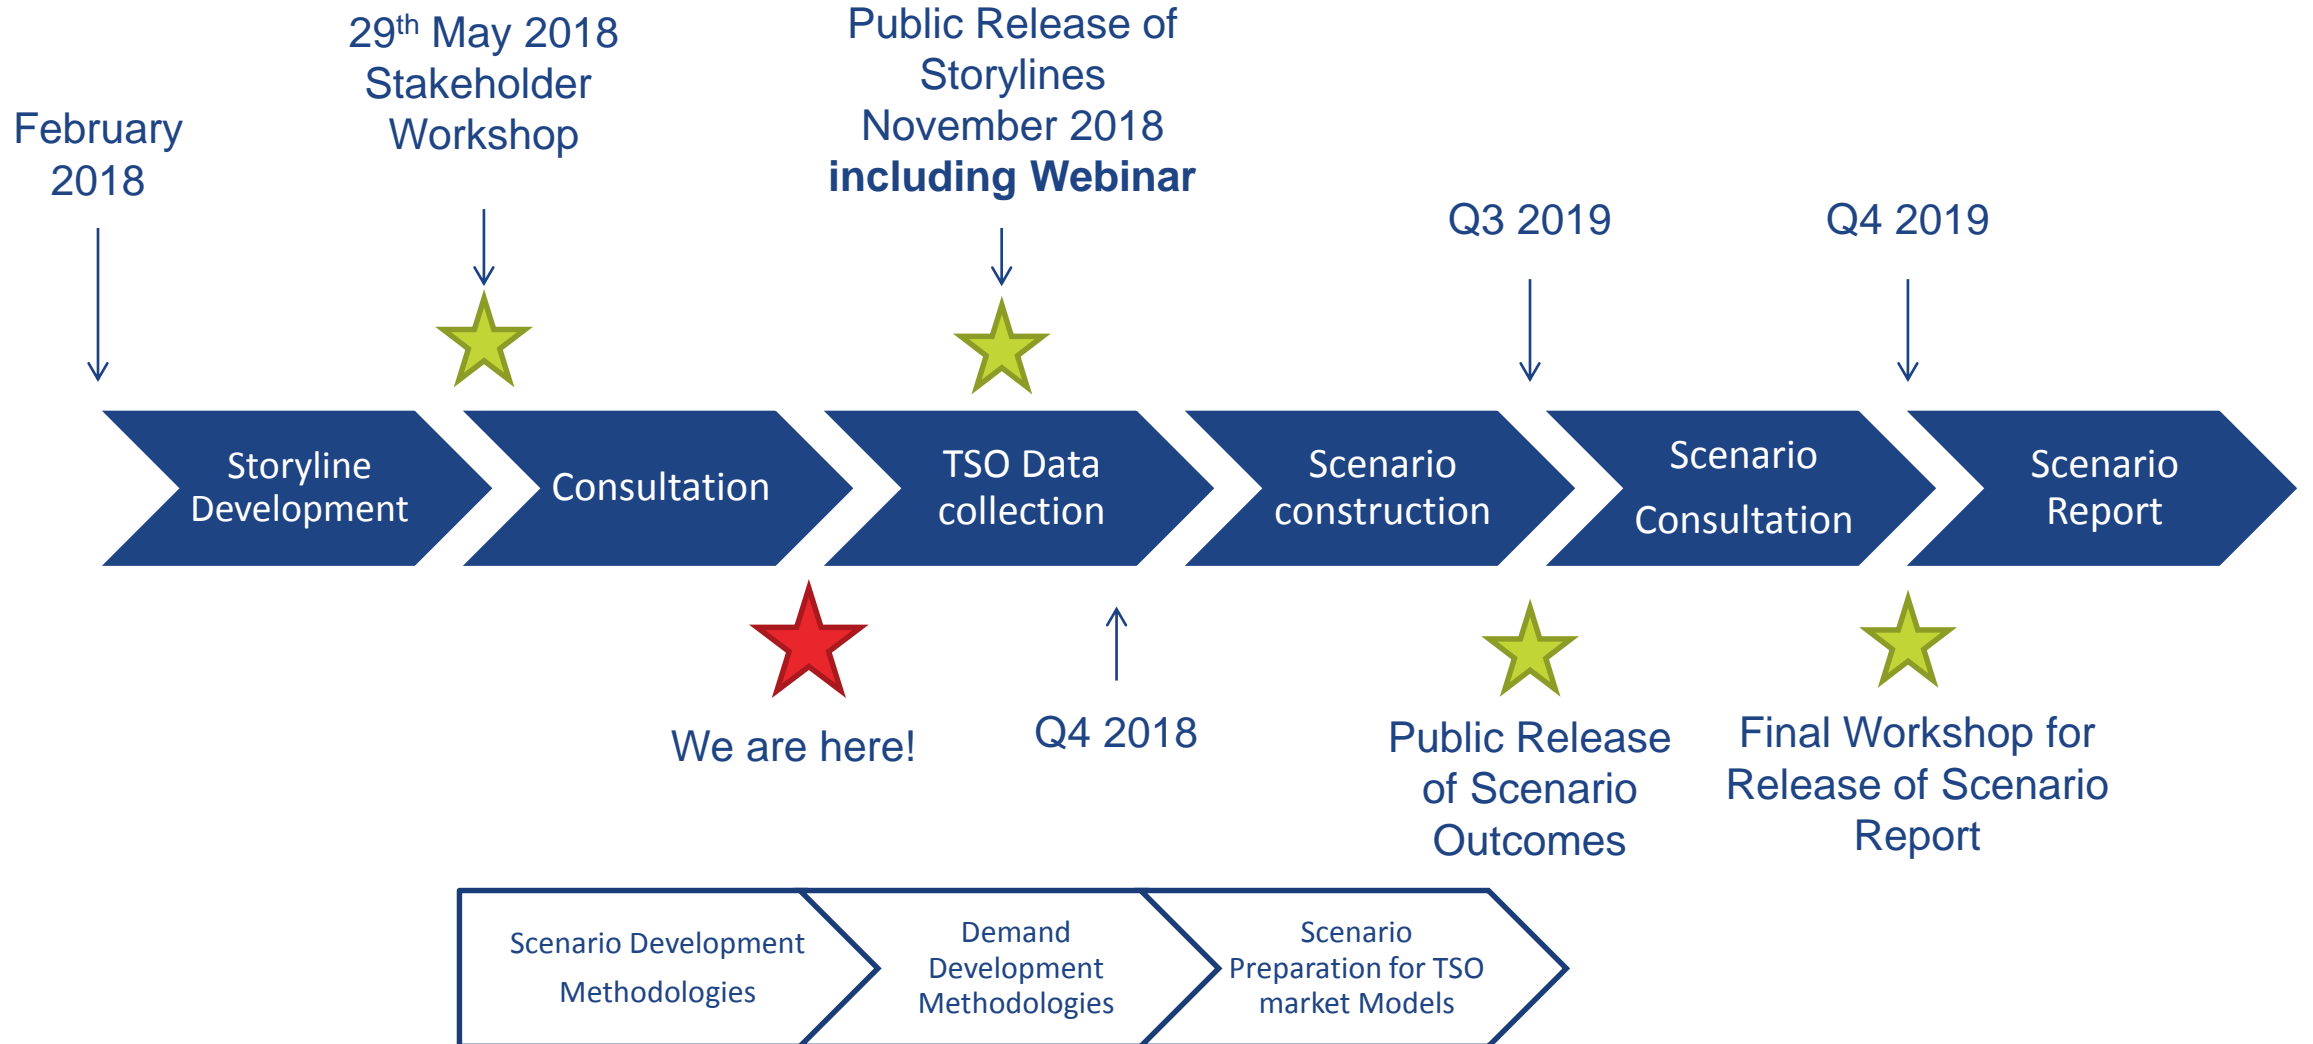 February
2018
29th May 2018
Stakeholder
Workshop
Public Release of
Storylines
November 2018
including Webinar
Q3 2019
Q4 2019
Storyline
Development
Consultation
TSO Data
collection
Scenario
construction
Scenario
Consultation
Scenario
Report
We are here!
Q4 2018
Public Release
of Scenario
Outcomes
Final Workshop for
Release of Scenario
Report
Scenario Development
Methodologies
Demand
Development
Methodologies
Scenario
Preparation for TSO
market Models